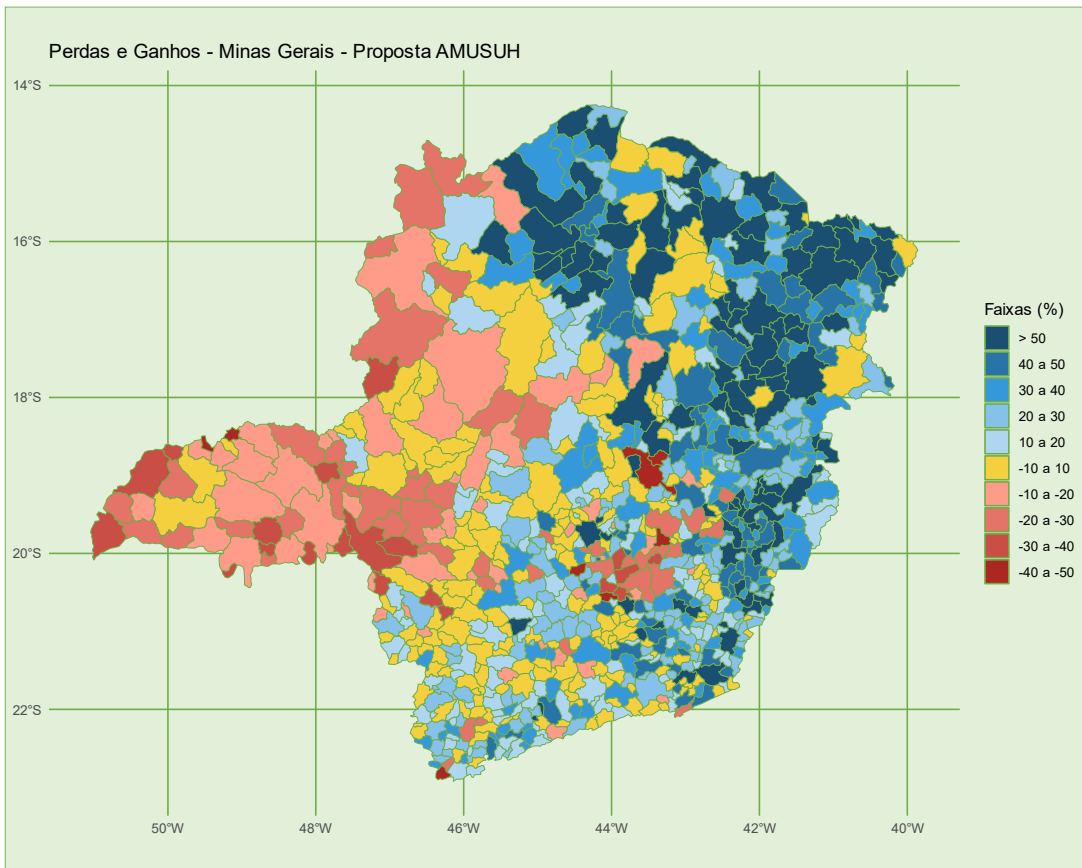 Perdas e Ganhos - Minas Gerais - Proposta AMUSUH
14°S
16°S
18°S
20°S
22°S
50°W
48°W
46°W
44°W
42°W
40°W
Faixas (%)
> 50
40 a 50
30 a 40
20 a 30
10 a 20
-10 a 10
-10 a -20
-20 a -30
-30 a -40
-40 a -50